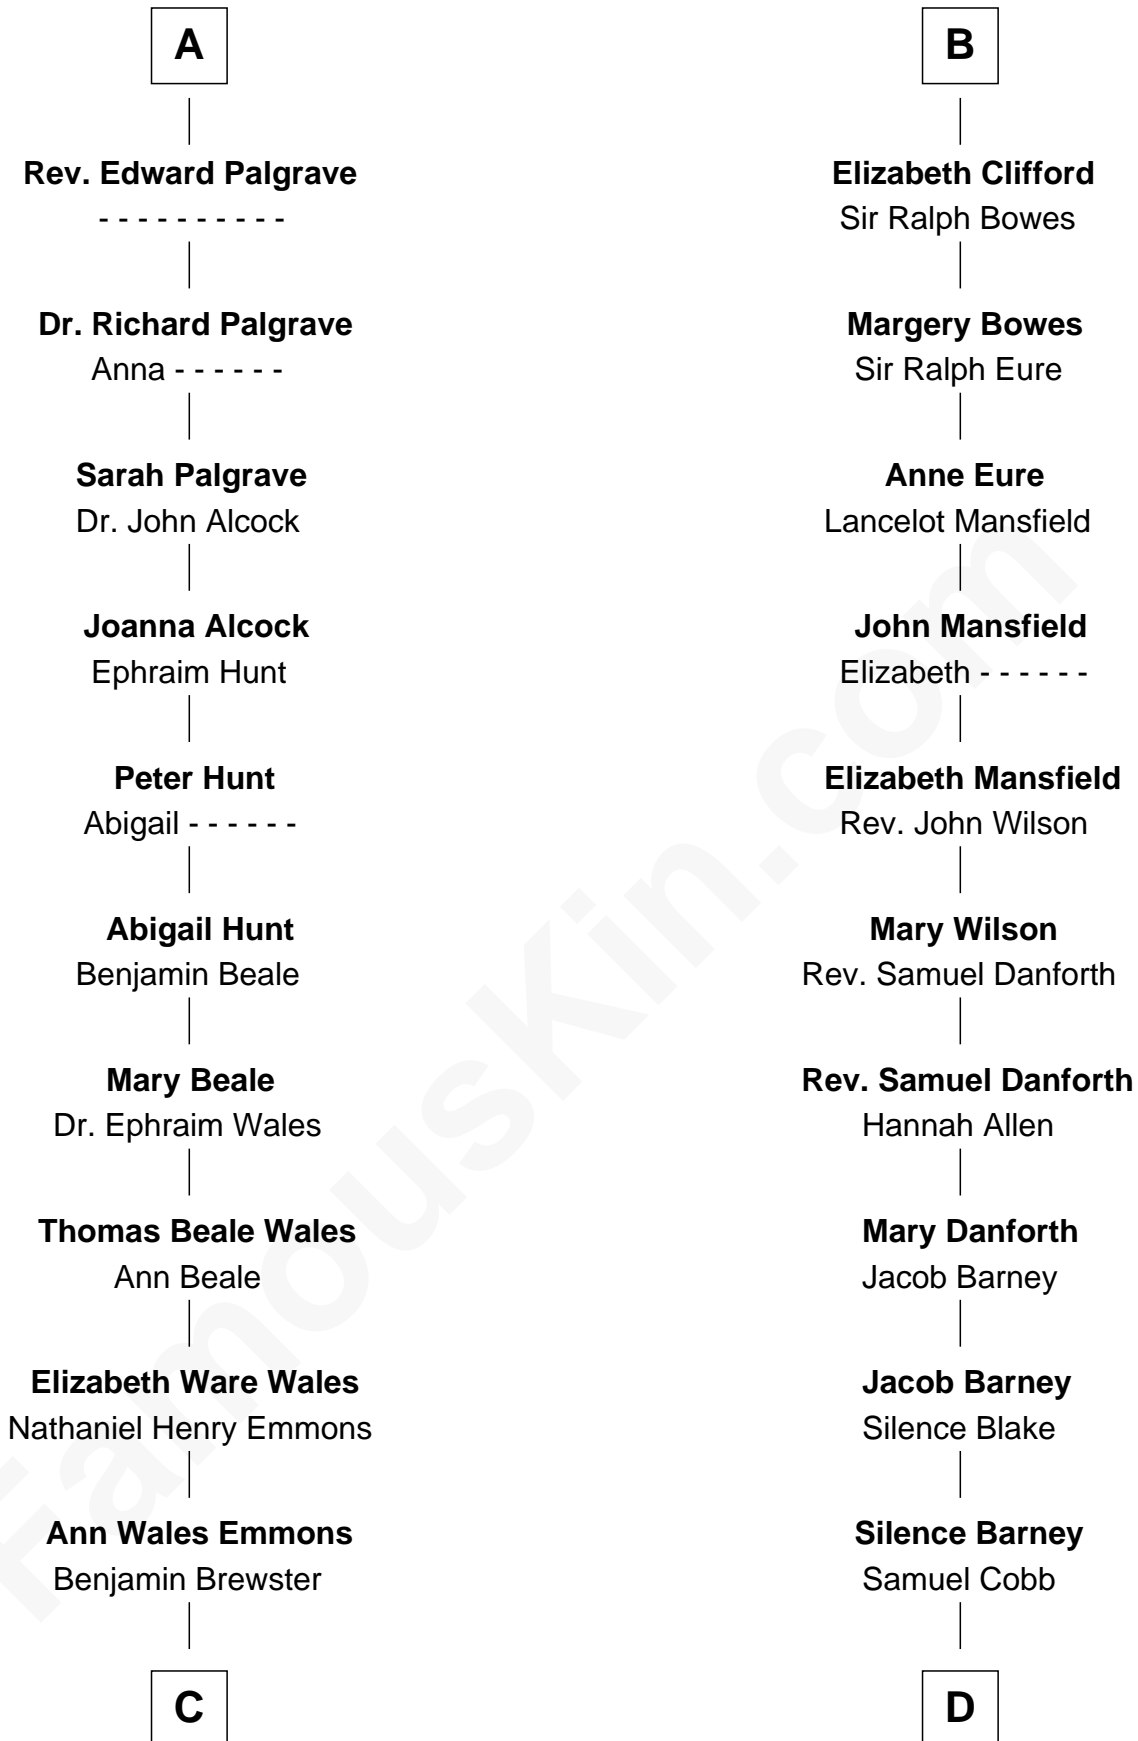 A
Rev. Edward Palgrave
- - - - - - - - - -
Dr. Richard Palgrave
Anna - - - - - -
Sarah Palgrave
Dr. John Alcock
Joanna Alcock
Ephraim Hunt
Peter Hunt
Abigail - - - - - -
Abigail Hunt
Benjamin Beale
Mary Beale
Dr. Ephraim Wales
Thomas Beale Wales
Ann Beale
Elizabeth Ware Wales
Nathaniel Henry Emmons
Ann Wales Emmons
Benjamin Brewster
C
B
Elizabeth Clifford
Sir Ralph Bowes
Margery Bowes
Sir Ralph Eure
Anne Eure
Lancelot Mansfield
John Mansfield
Elizabeth - - - - - -
Elizabeth Mansfield
Rev. John Wilson
Mary Wilson
Rev. Samuel Danforth
Rev. Samuel Danforth
Hannah Allen
Mary Danforth
Jacob Barney
Jacob Barney
Silence Blake
Silence Barney
Samuel Cobb
D
FamousKin.com